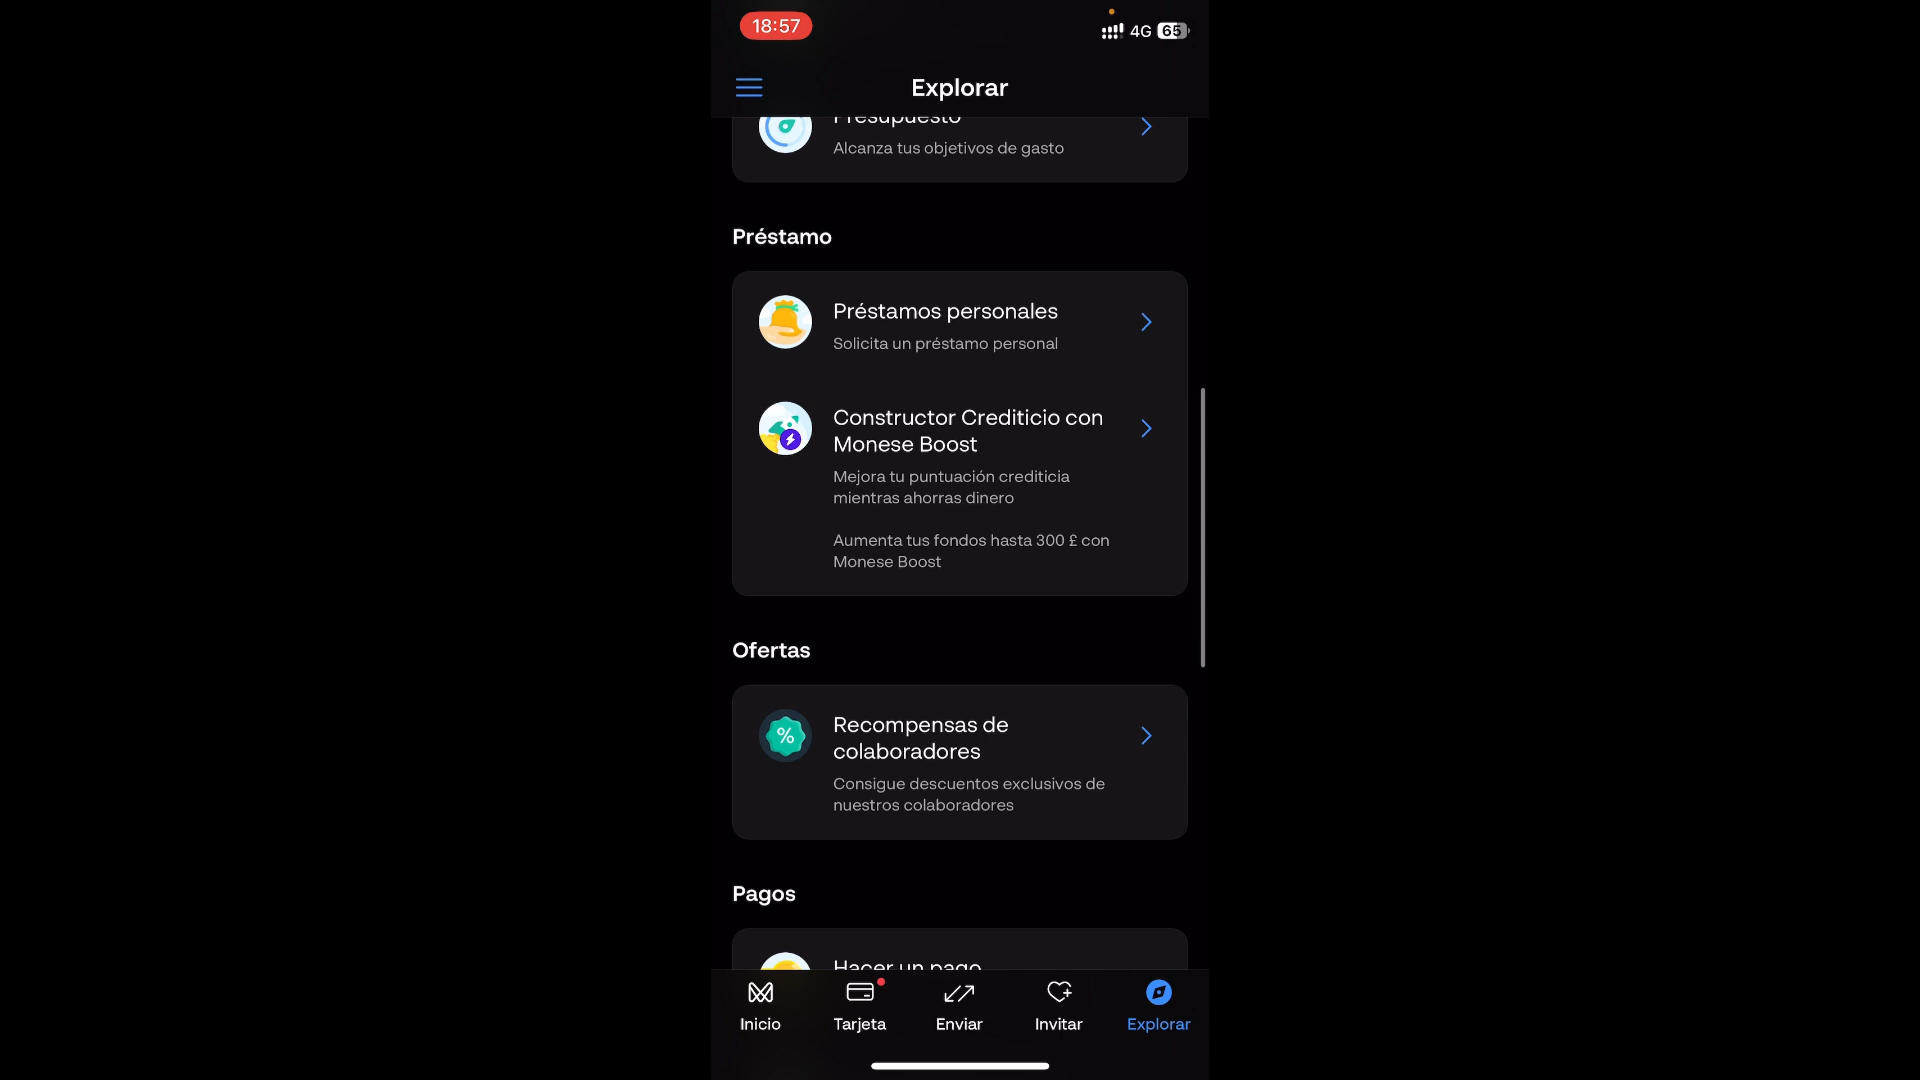 18:57
4G 65
Explorar
Presupuesto
Alcanza tus objetivos de gasto
Préstamo
Préstamos personales
Solicita un préstamo personal
Constructor Crediticio con
Monese Boost
Mejora tu puntuación crediticia
mientras ahorras dinero
Aumenta tus fondos hasta 300 £ con
Monese Boost
Ofertas
%
Recompensas de
colaboradores
Consigue descuentos exclusivos de
nuestros colaboradores
Pagos
Hacer un pago
Inicio
Tarjeta
Enviar
Invitar
Explorar